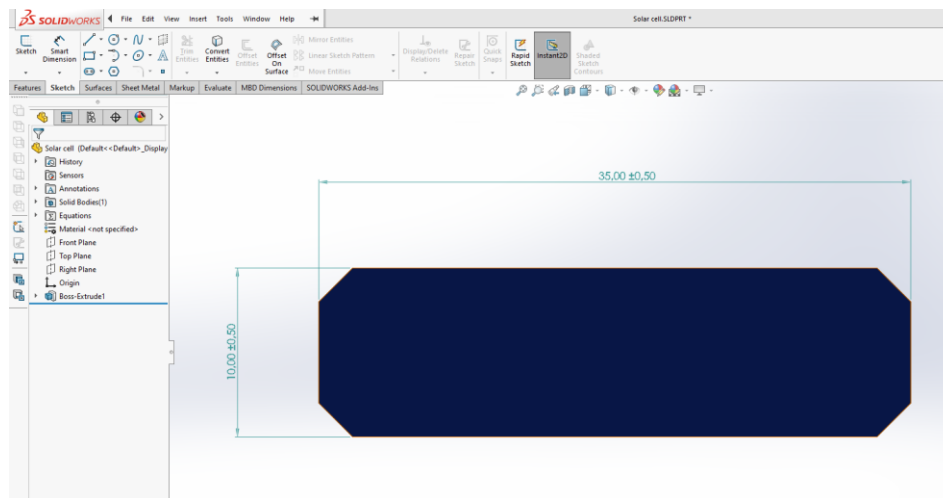 SOLIDWORKS File Edit View Insert Tools Window Help Solar cell.SLDPRT *
Sketch Smart Dimension Trim Entities Convert Entities Offset Entities Offset On Surface Mirror Entities Linear Sketch Pattern Move Entities Display/Delete Relations Repair Sketch Quick Snaps Rapid Sketch Instant2D Shaded Sketch Contours
Features Sketch Surfaces Sheet Metal Markup Evaluate MBD Dimensions SOLIDWORKS Add-Ins
Solar cell (Default<<Default>_Display
History
Sensors
Annotations
Solid Bodies(1)
Equations
Material <not specified>
Front Plane
Top Plane
Right Plane
Origin
Boss-Extrude1
35,00 ±0,50
10,00 ±0,50